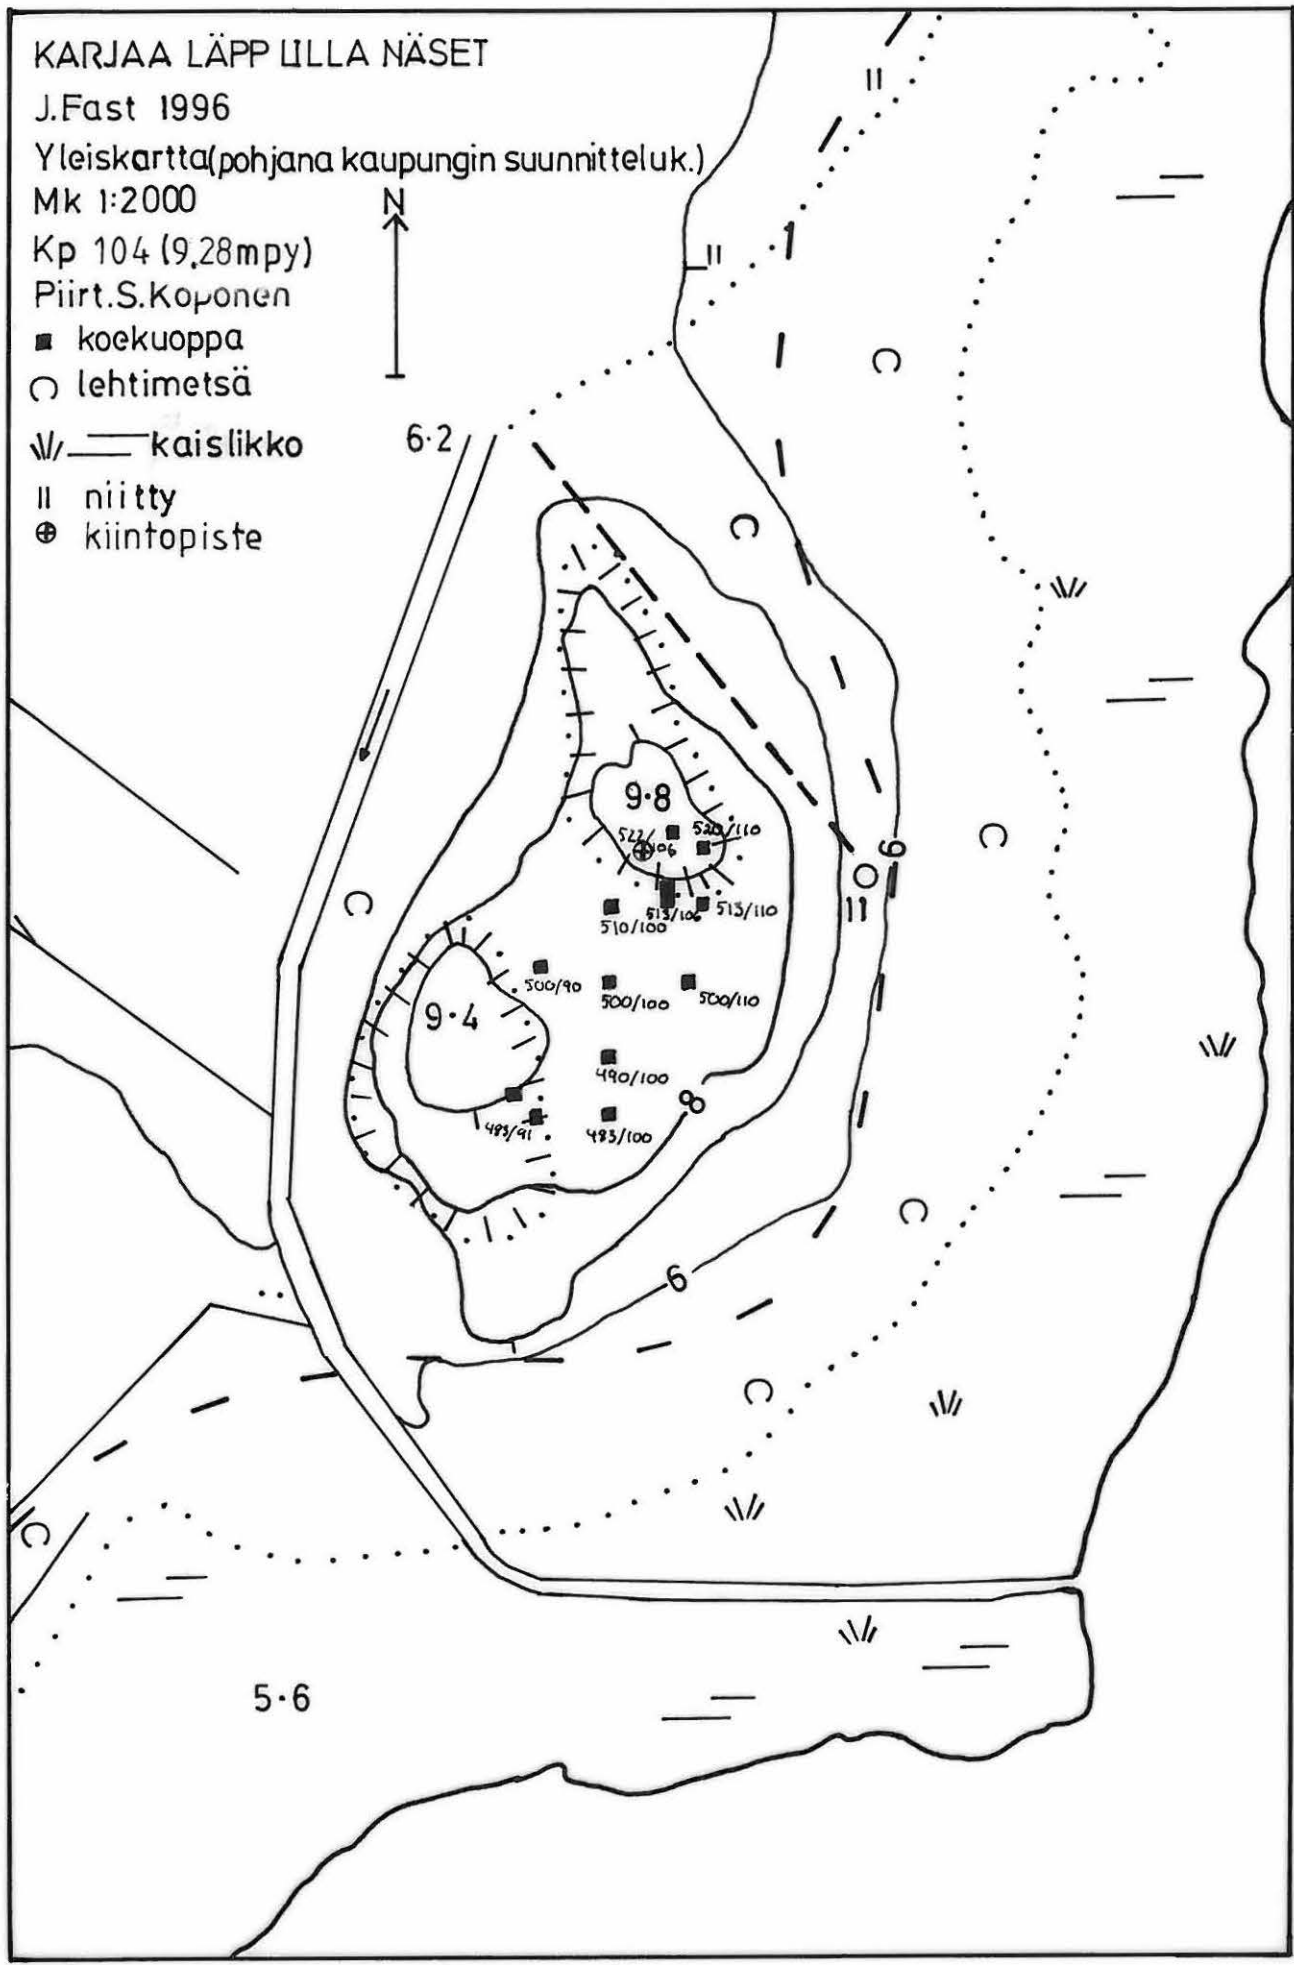 KARJAA LÄPP ULLA NÄSET
J.Fast 1996
Yleiskartta(pohjana kaupungin suunnitteluk.)
Mk 1:2000
N
Kp 104 (9,28mpy)
Piirt.S.Koponen
koekuoppa
lehtimetsä
6·2
kaislikko
niitty
kiintopiste
9·8
522/106
520/110
9
513/106
513/110
510/100
500/90
500/100
500/110
9·4
490/100
8
483/91
483/100
6
5·6